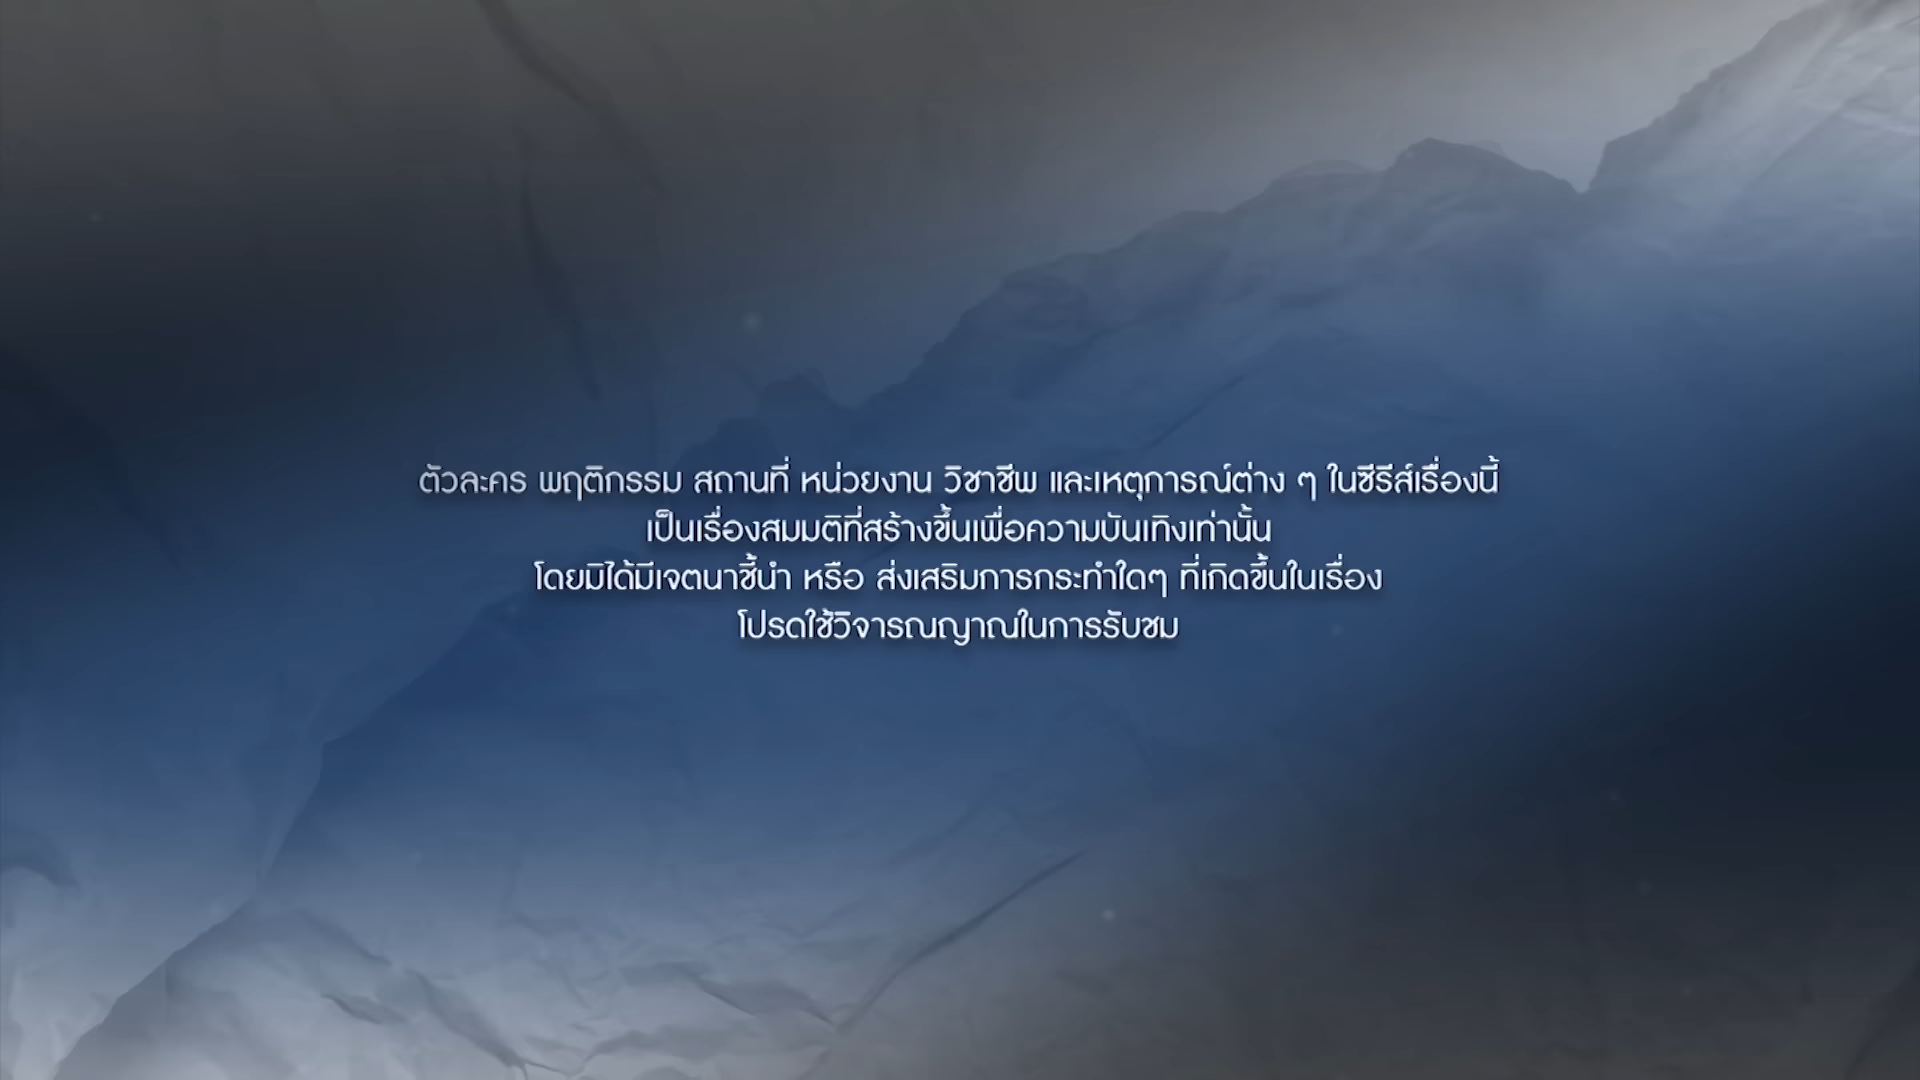 ตัวละคร พฤติกรรม สถานที่ หน่วยงาน วิชาชีพ และเหตุการณ์ต่าง ๆ ในซีรีส์เรื่องนี้
เป็นเรื่องสมมติที่สร้างขึ้นเพื่อความบันเทิงเท่านั้น
โดยมิได้มีเจตนาชี้นำ หรือ ส่งเสริมการกระทำใดๆ ที่เกิดขึ้นในเรื่อง
โปรดใช้วิจารณญาณในการรับชม